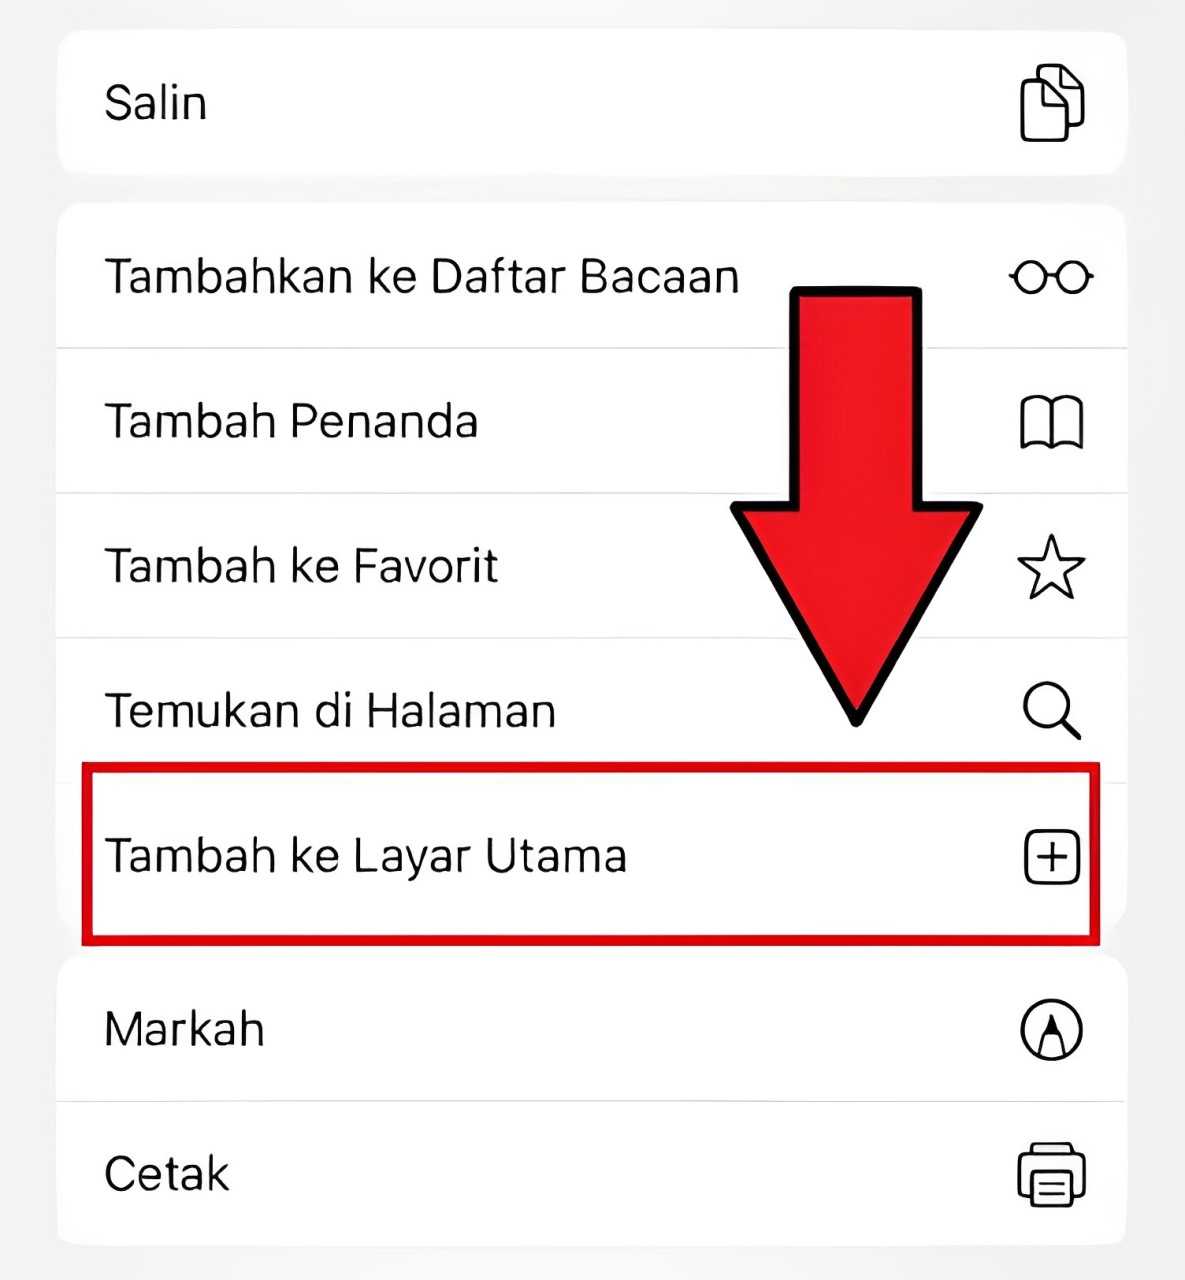 Salin
Tambahkan ke Daftar Bacaan
Tambah Penanda
Tambah ke Favorit
Temukan di Halaman
Tambah ke Layar Utama
Markah
Cetak